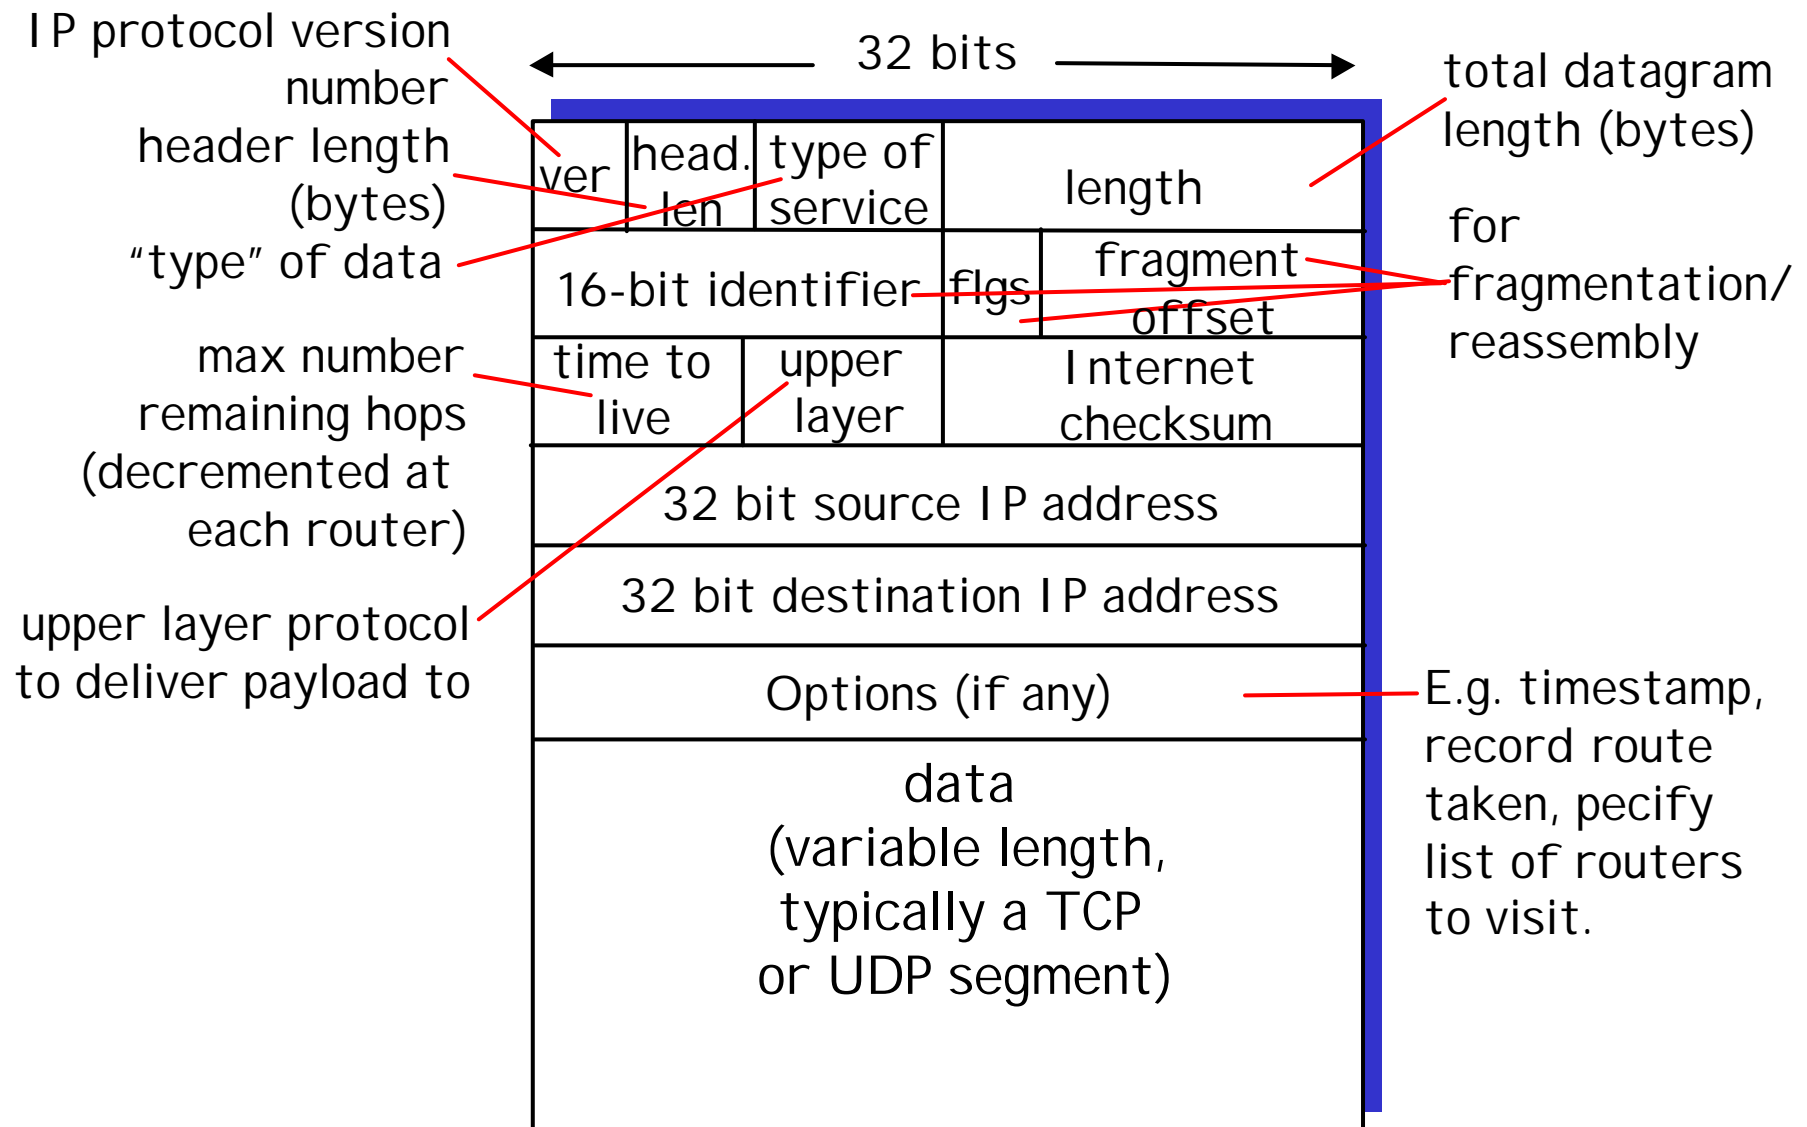 IP protocol version
number
header length
(bytes)
“type” of data
max number
remaining hops
(decremented at
each router)
upper layer protocol
to deliver payload to
32 bits
ver
head.
len
type of
service
length
16-bit identifier
flgs
fragment
offset
time to
live
upper
layer
Internet
checksum
32 bit source IP address
32 bit destination IP address
Options (if any)
data
(variable length,
typically a TCP
or UDP segment)
total datagram
length (bytes)
for
fragmentation/
reassembly
E.g. timestamp,
record route
taken, pecify
list of routers
to visit.